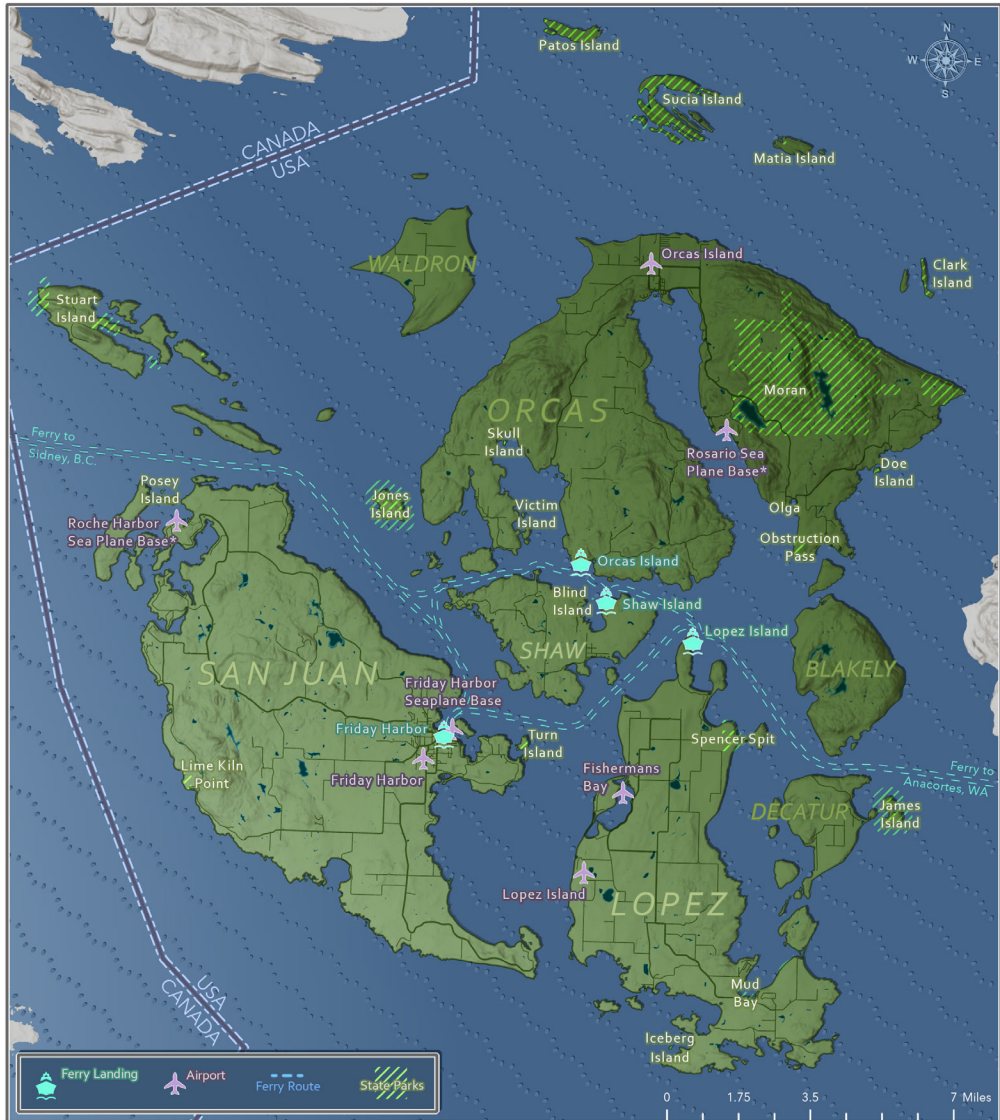 Patos Island
N
W
E
S
Sucia Island
CANADA
USA
Matia Island
WALDRON
Orcas Island
Clark
Island
Stuart
Island
Moran
ORCAS
Ferry to
Sidney, B.C.
Skull
Island
Rosario Sea
Plane Base*
Doe
Island
Posey
Island
Jones
Island
Victim
Island
Olga
Roche Harbor
Sea Plane Base*
Obstruction
Pass
Orcas Island
Blind
Island
Shaw Island
Lopez Island
SHAW
SAN JUAN
BLAKELY
Friday Harbor
Seaplane Base
Friday Harbor
Turn
Island
Spencer Spit
Lime Kiln
Point
Friday Harbor
Fishermans
Bay
Ferry to
Anacortes, WA
DECATUR
James
Island
Lopez Island
LOPEZ
USA
CANADA
Mud
Bay
Iceberg
Island
Ferry Landing
Airport
Ferry Route
State Parks
0 1.75 3.5 7 Miles